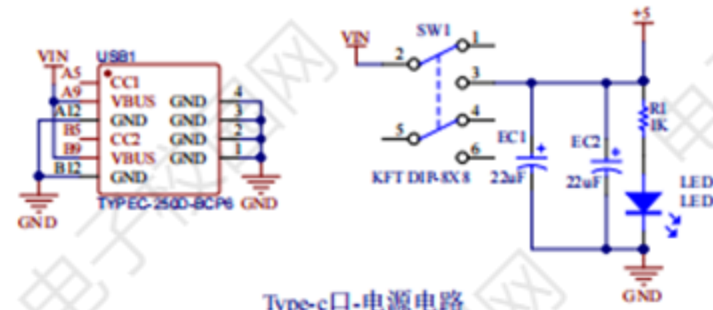 +5
SW1
VIN
1
2
3
4
5
6
KFT DIP-8X8
VIN
USB1
A5
CC1
A9
VBUS
GND
4
A12
GND
GND
3
B5
CC2
GND
2
B9
VBUS
GND
1
B12
GND
TYPEC-250D-BCP6
GND
GND
EC1
22uF
EC2
22uF
R1
1K
LED
LED
GND
Type-c口-电源电路